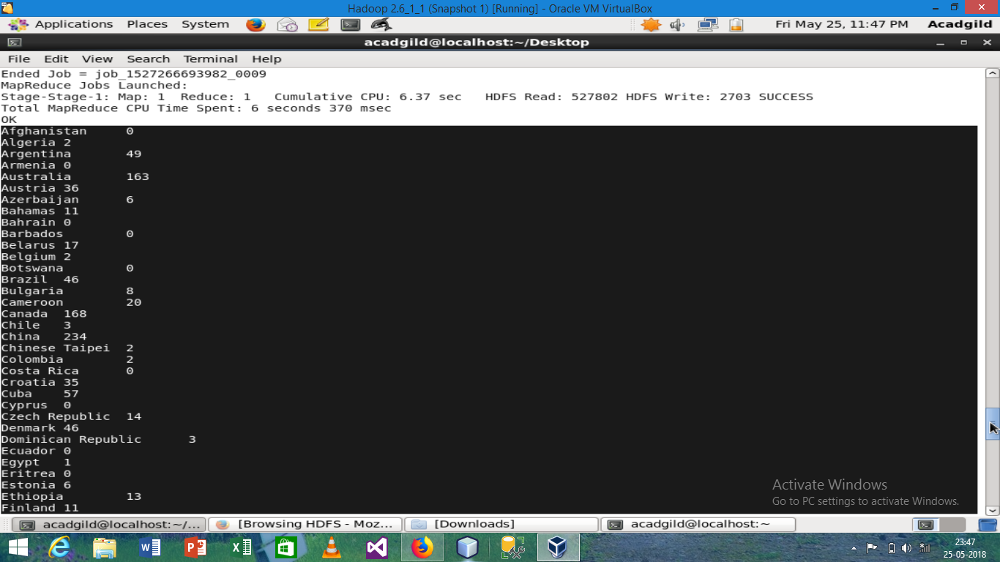 Hadoop 2.6_1_1 (Snapshot 1) [Running] - Oracle VM VirtualBox
Applications Places System Fri May 25, 11:47 PM Acadgild
acadgild@localhost:~/Desktop
File Edit View Search Terminal Help
Ended Job = job_1527266693982_0009
MapReduce Jobs Launched:
Stage-Stage-1: Map: 1 Reduce: 1 Cumulative CPU: 6.37 sec HDFS Read: 527802 HDFS Write: 2703 SUCCESS
Total MapReduce CPU Time Spent: 6 seconds 370 msec
OK
Afghanistan 0
Algeria 2
Argentina 49
Armenia 0
Australia 163
Austria 36
Azerbaijan 6
Bahamas 11
Bahrain 0
Barbados 0
Belarus 17
Belgium 2
Botswana 0
Brazil 46
Bulgaria 8
Cameroon 20
Canada 168
Chile 3
China 234
Chinese Taipei 2
Colombia 2
Costa Rica 0
Croatia 35
Cuba 57
Cyprus 0
Czech Republic 14
Denmark 46
Dominican Republic 3
Ecuador 0
Egypt 1
Eritrea 0
Estonia 6
Ethiopia 13
Finland 11
Activate Windows
Go to PC settings to activate Windows.
acadgild@localhost:~/... [Browsing HDFS - Moz... [Downloads] acadgild@localhost:~
23:47
25-05-2018